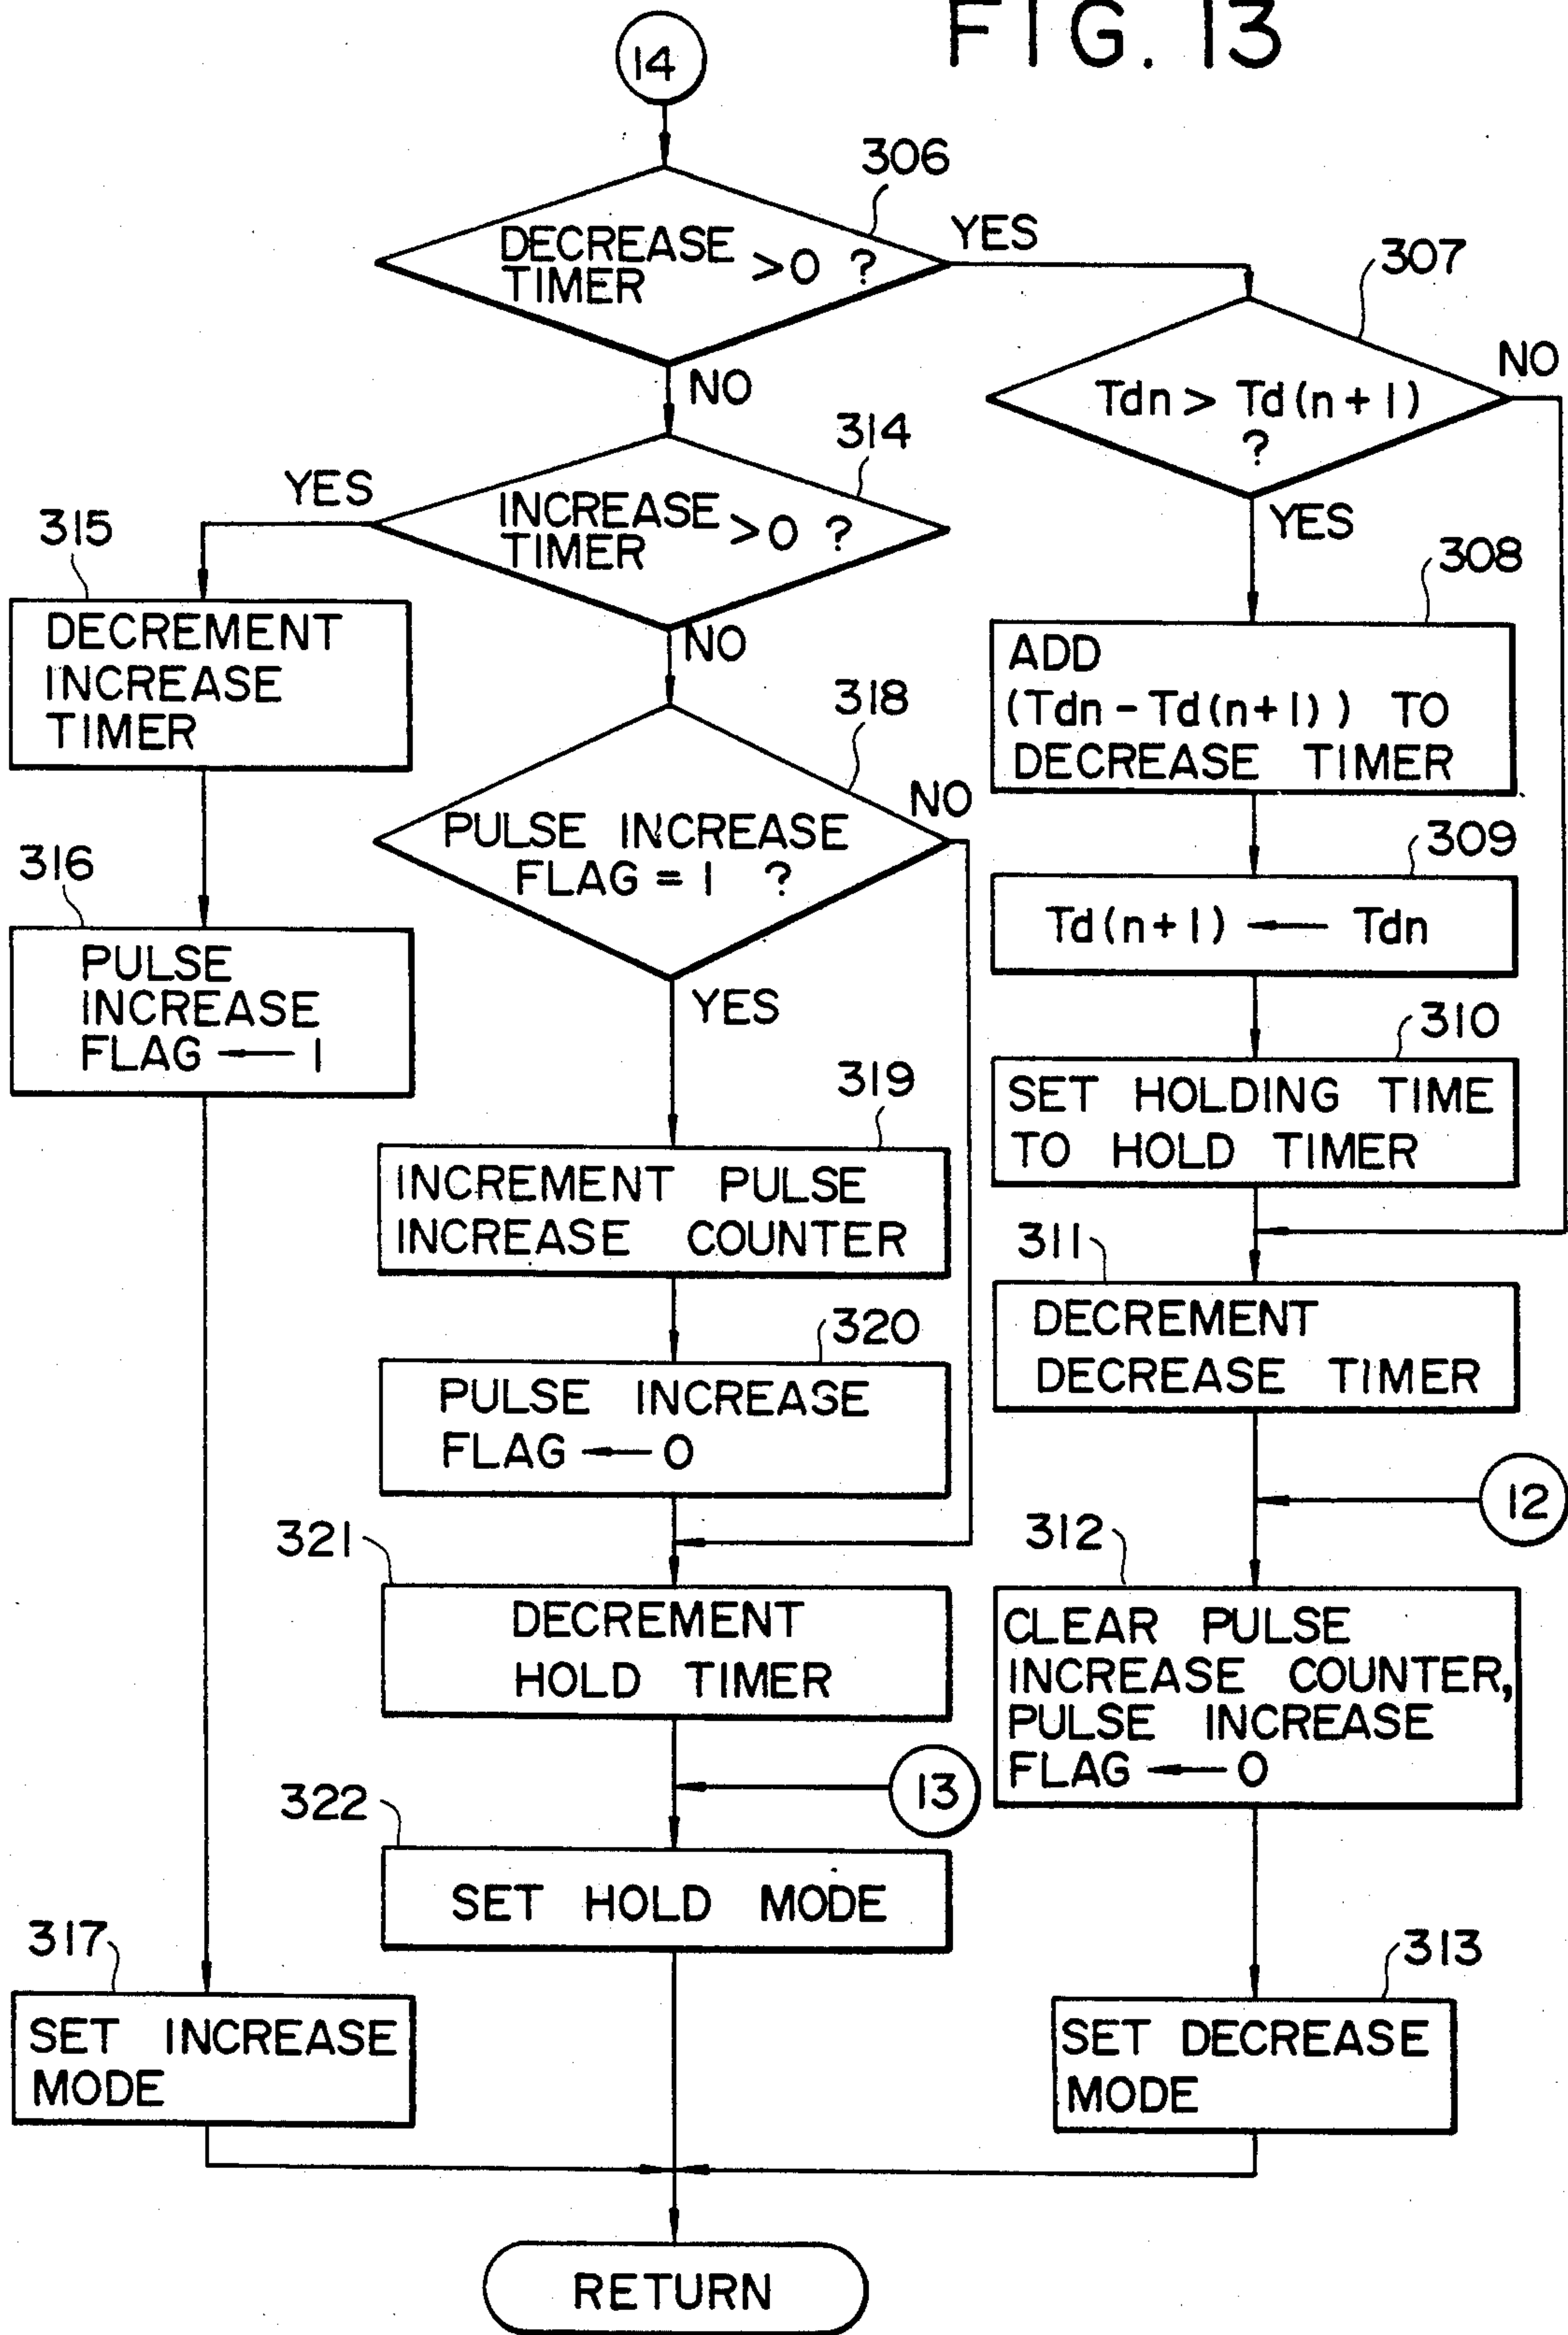 FIG. 13
14
306
DECREASE
TIMER >0 ?
YES
NO
307
Tdn > Td(n+1)
?
NO
YES
314
INCREASE
TIMER >0 ?
YES
NO
315
DECREMENT
INCREASE
TIMER
308
ADD
(Tdn - Td(n+1)) TO
DECREASE TIMER
318
PULSE INCREASE
FLAG = 1 ?
NO
YES
316
PULSE
INCREASE
FLAG ← 1
309
Td(n+1) ← Tdn
310
SET HOLDING TIME
TO HOLD TIMER
319
INCREMENT PULSE
INCREASE COUNTER
311
DECREMENT
DECREASE TIMER
320
PULSE INCREASE
FLAG ← 0
12
321
DECREMENT
HOLD TIMER
312
CLEAR PULSE
INCREASE COUNTER,
PULSE INCREASE
FLAG ← 0
13
322
SET HOLD MODE
317
SET INCREASE
MODE
313
SET DECREASE
MODE
RETURN